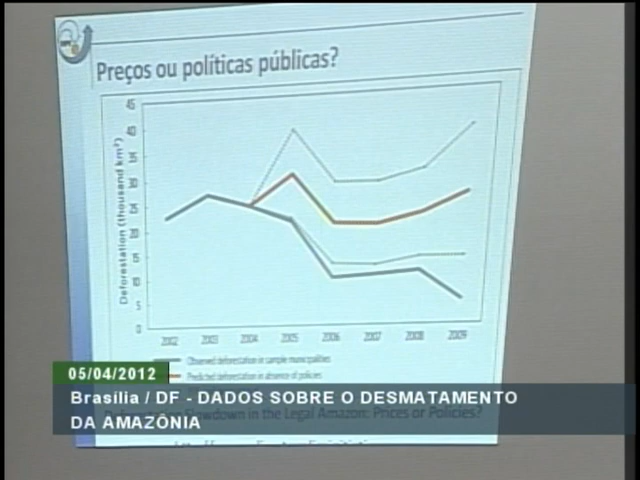 Preços ou políticas públicas?
45
40
35
30
25
20
15
10
5
0
Deforestation (thousand km²)
2002 2003 2004 2005 2006 2007 2008 2009
Observed deforestation in sample municipalities
Predicted deforestation in absence of policies
05/04/2012
Brasília / DF - DADOS SOBRE O DESMATAMENTO
DA AMAZÔNIA
Slowdown in the Legal Amazon: Prices or Policies?